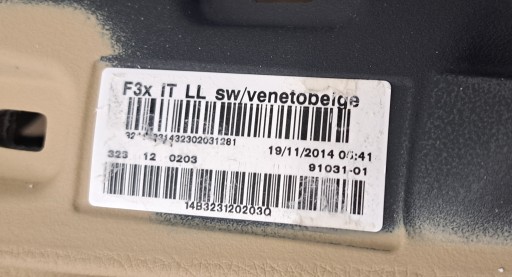 F3x IT LL sw/venetobeige
19/11/2014
323 12 0203
91031-01
14B323120203Q